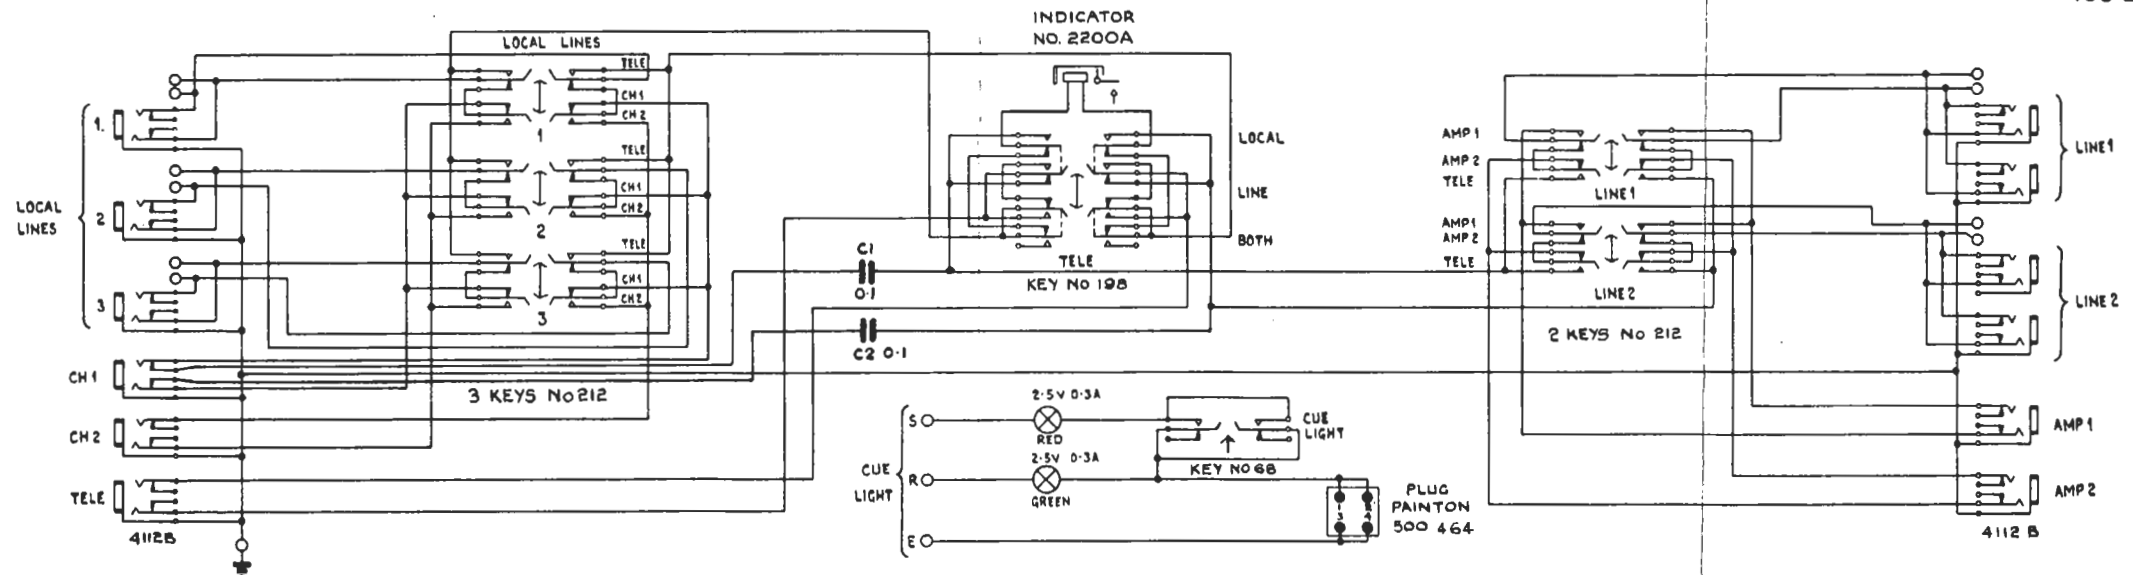 INDICATOR
NO. 2200A
LOCAL LINES
TELE
CH1
CH2
1
TELE
CH1
CH2
2
TELE
CH1
CH2
3
3 KEYS No 212
LOCAL
LINES
1.
2
3
CH 1
CH 2
TELE
4112B
LOCAL
LINE
BOTH
TELE
KEY No 198
C1
0·1
C2 0·1
AMP 1
AMP 2
TELE
LINE 1
AMP 1
AMP 2
TELE
LINE 2
2 KEYS No 212
LINE 1
LINE 2
AMP 1
AMP 2
4112 B
CUE
LIGHT
S
R
E
2·5V 0·3A
RED
2·5V 0·3A
GREEN
CUE
LIGHT
KEY No 68
3 4
PLUG
PAINTON
500 464